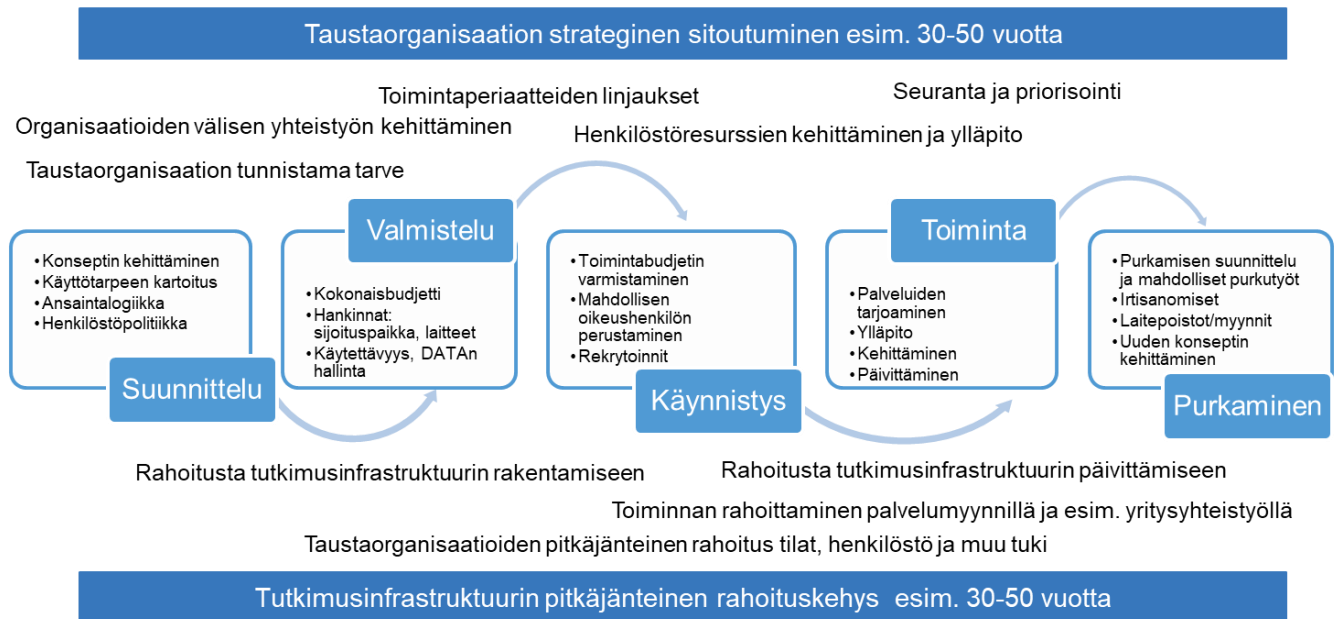 Taustaorganisaation strateginen sitoutuminen esim. 30-50 vuotta
Toimintaperiaatteiden linjaukset
Seuranta ja priorisointi
Organisaatioiden välisen yhteistyön kehittäminen
Henkilöstöresurssien kehittäminen ja ylläpito
Taustaorganisaation tunnistama tarve
• Konseptin kehittäminen
• Käyttötarpeen kartoitus
• Ansaintalogiikka
• Henkilöstöpolitiikka
Suunnittelu
Valmistelu
• Kokonaisbudjetti
• Hankinnat:
sijoituspaikka, laitteet
• Käytettävyys, DATAn
hallinta
• Toimintabudjetin
varmistaminen
• Mahdollisen
oikeushenkilön
perustaminen
• Rekrytoinnit
Käynnistys
Toiminta
• Palveluiden
tarjoaminen
• Ylläpito
• Kehittäminen
• Päivittäminen
• Purkamisen suunnittelu
ja mahdolliset purkutyöt
• Irtisanomiset
• Laitepoistot/myynnit
• Uuden konseptin
kehittäminen
Purkaminen
Rahoitusta tutkimusinfrastruktuurin rakentamiseen
Rahoitusta tutkimusinfrastruktuurin päivittämiseen
Toiminnan rahoittaminen palvelumyynnillä ja esim. yritysyhteistyöllä
Taustaorganisaatioiden pitkäjänteinen rahoitus tilat, henkilöstö ja muu tuki
Tutkimusinfrastruktuurin pitkäjänteinen rahoituskehys esim. 30-50 vuotta